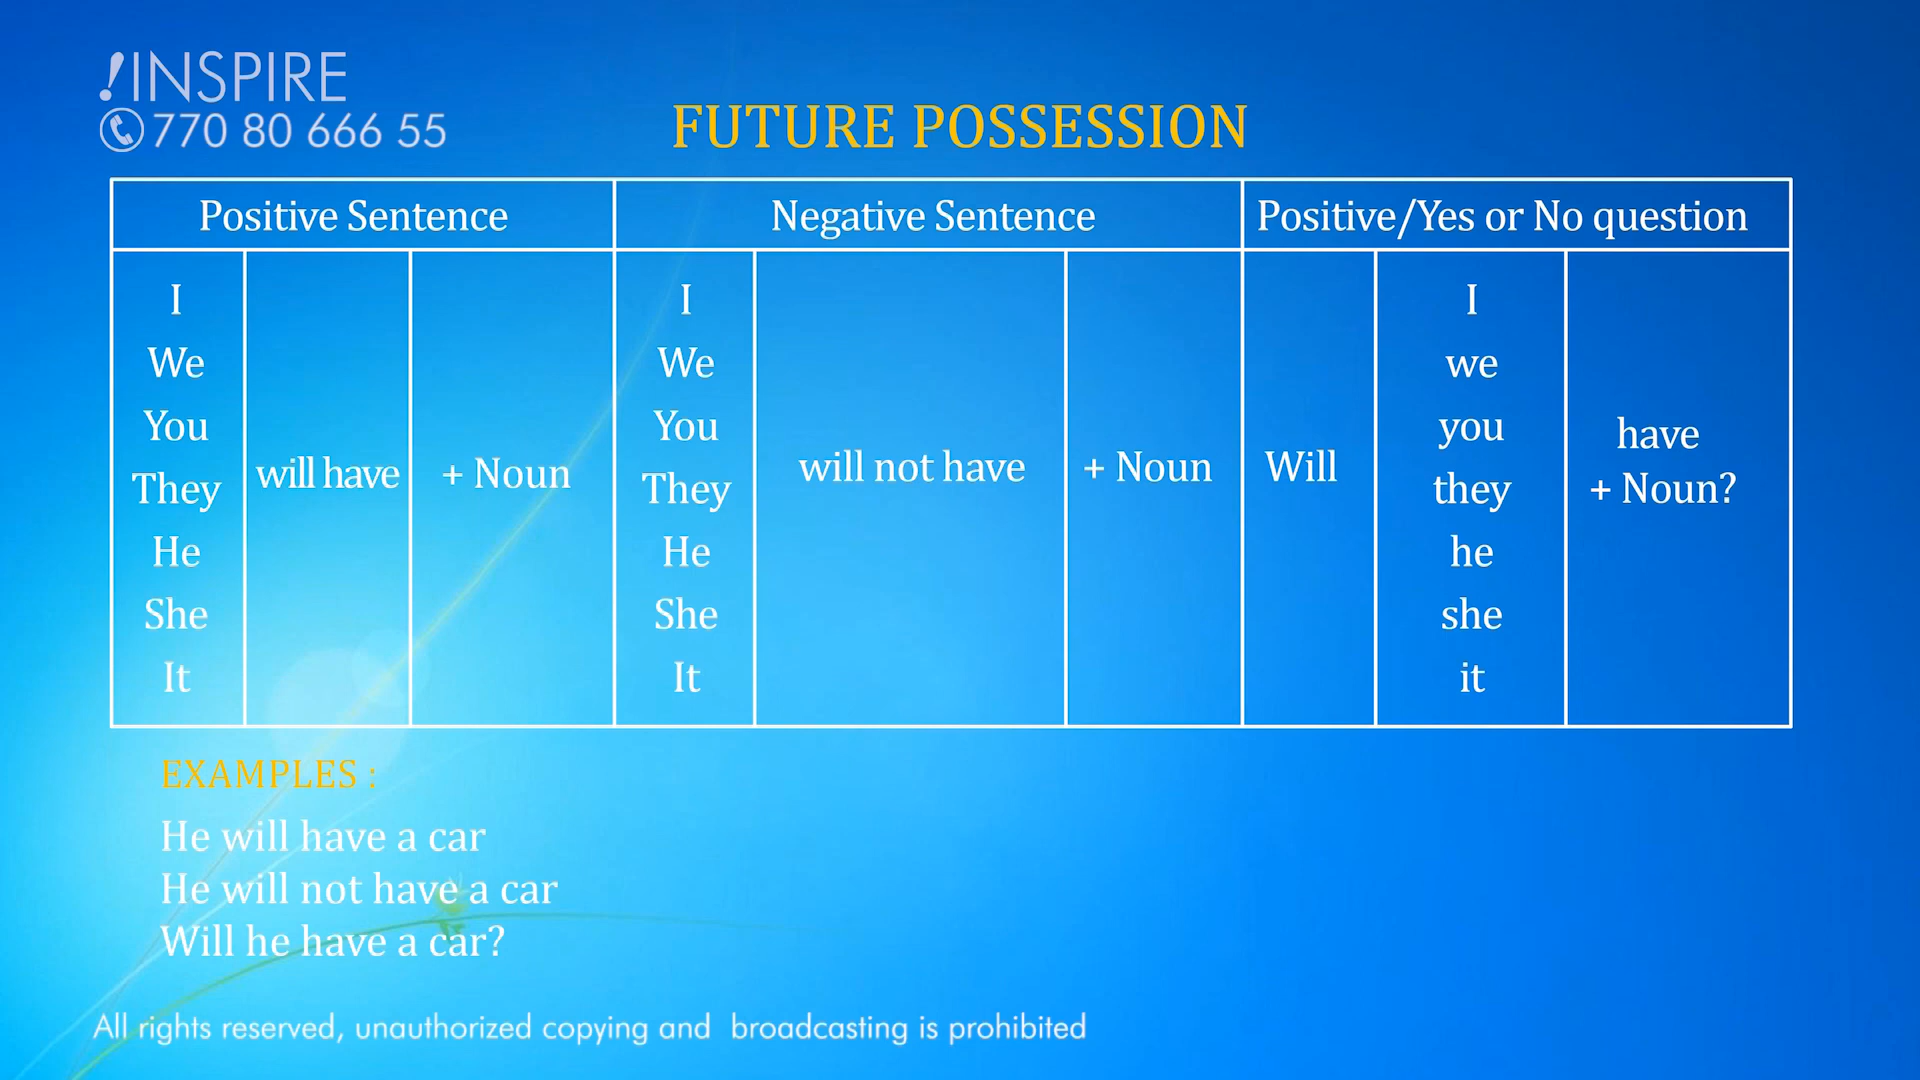 !INSPIRE
770 80 666 55
FUTURE POSSESSION
Positive Sentence
Negative Sentence
Positive/Yes or No question
I
We
You
They
He
She
It
will have
+ Noun
I
We
You
They
He
She
It
will not have
+ Noun
Will
I
we
you
they
he
she
it
have
+ Noun?
EXAMPLES :
He will have a car
He will not have a car
Will he have a car?
All rights reserved, unauthorized copying and broadcasting is prohibited